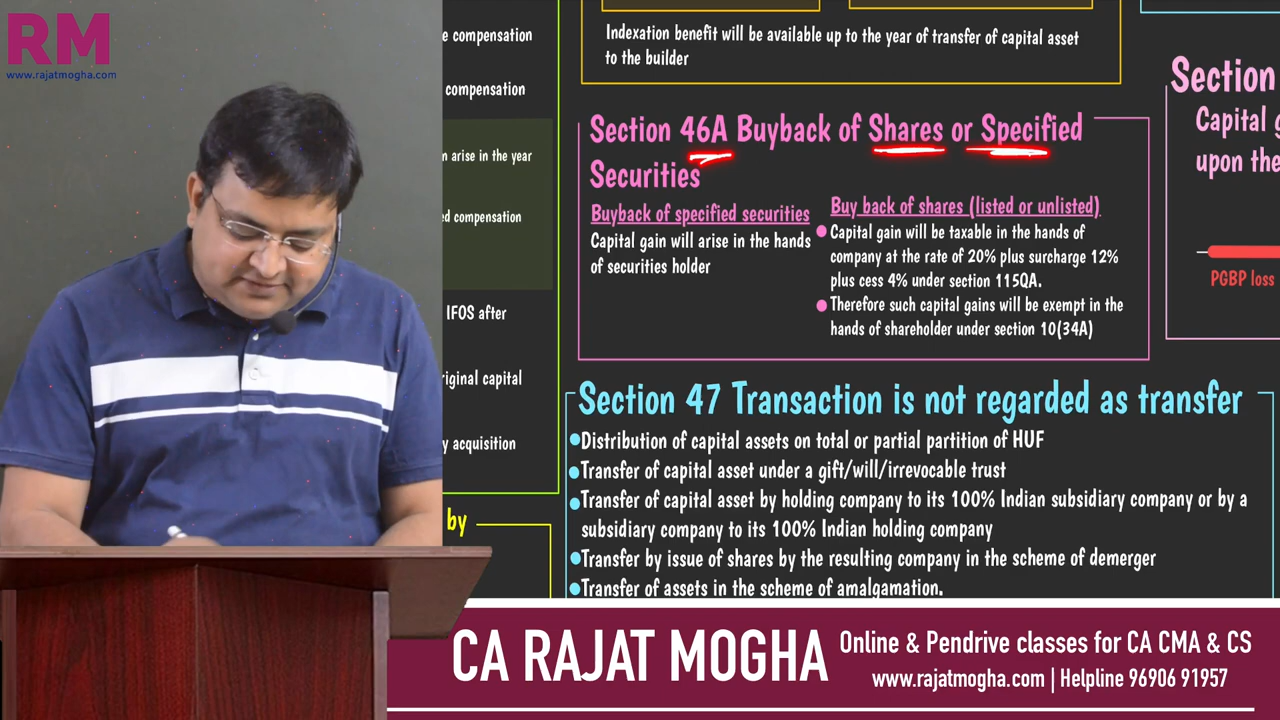 RM
www.rajatmogha.com
e compensation
compensation
n arise in the year
ed compensation
IFOS after
riginal capital
y acquisition
by
Indexation benefit will be available up to the year of transfer of capital asset
to the builder
Section 46A Buyback of Shares or Specified
Securities
Buyback of specified securities
Capital gain will arise in the hands
of securities holder
Buy back of shares (listed or unlisted)
Capital gain will be taxable in the hands of
company at the rate of 20% plus surcharge 12%
plus cess 4% under section 115QA.
Therefore such capital gains will be exempt in the
hands of shareholder under section 10(34A)
Section 47 Transaction is not regarded as transfer
Distribution of capital assets on total or partial partition of HUF
Transfer of capital asset under a gift/will/irrevocable trust
Transfer of capital asset by holding company to its 100% Indian subsidiary company or by a
subsidiary company to its 100% Indian holding company
Transfer by issue of shares by the resulting company in the scheme of demerger
Transfer of assets in the scheme of amalgamation.
Section
Capital g
upon the
PGBP loss
CA RAJAT MOGHA
Online & Pendrive classes for CA CMA & CS
www.rajatmogha.com | Helpline 96906 91957